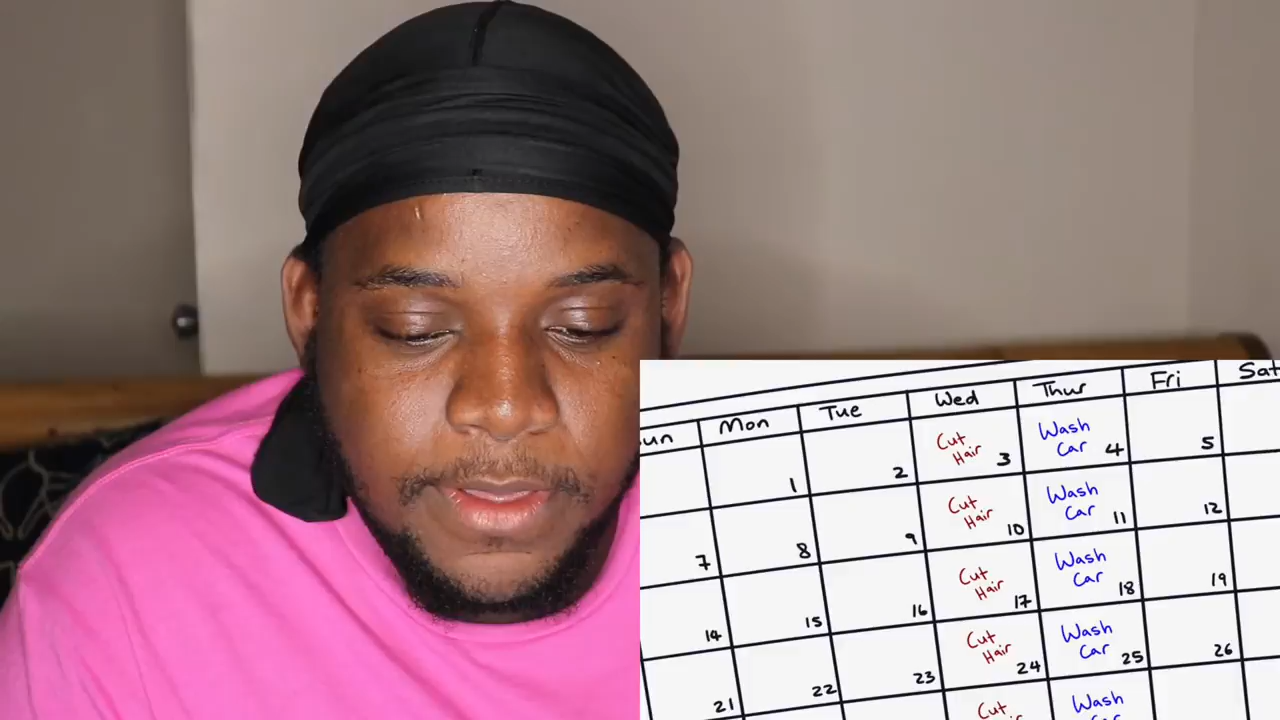 un Mon Tue Wed Thur Fri Sat
1 2 Cut Hair 3 Wash Car 4 5
7 8 9 Cut Hair 10 Wash Car 11 12
14 15 16 Cut Hair 17 Wash Car 18 19
21 22 23 Cut Hair 24 Wash Car 25 26
Cut Wash